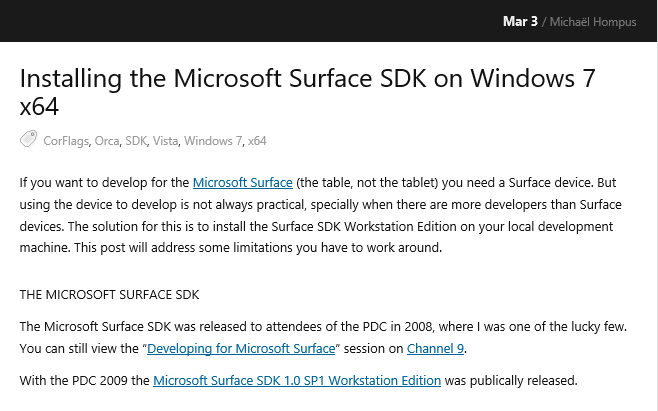 Mar 3 / Michaël Hompus
Installing the Microsoft Surface SDK on Windows 7
x64
CorFlags, Orca, SDK, Vista, Windows 7, x64
If you want to develop for the Microsoft Surface (the table, not the tablet) you need a Surface device. But
using the device to develop is not always practical, specially when there are more developers than Surface
devices. The solution for this is to install the Surface SDK Workstation Edition on your local development
machine. This post will address some limitations you have to work around.
THE MICROSOFT SURFACE SDK
The Microsoft Surface SDK was released to attendees of the PDC in 2008, where I was one of the lucky few.
You can still view the “Developing for Microsoft Surface” session on Channel 9.
With the PDC 2009 the Microsoft Surface SDK 1.0 SP1 Workstation Edition was publically released.